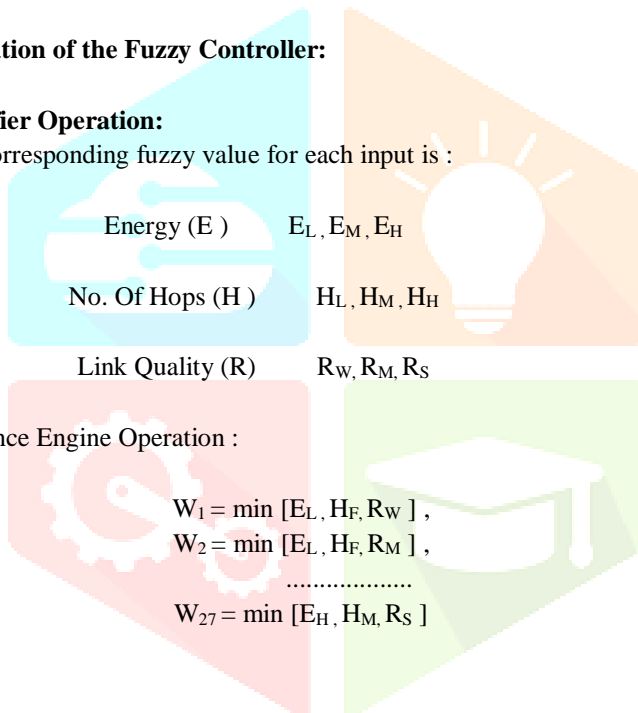 ation of the Fuzzy Controller:
fier Operation:
orresponding fuzzy value for each input is :
Energy (E ) E_L , E_M , E_H
No. Of Hops (H ) H_L , H_M , H_H
Link Quality (R) R_W, R_M, R_S
nce Engine Operation :
W_1 = min [E_L , H_F, R_W ] ,
W_2 = min [E_L , H_F, R_M ] ,
...................
W_27 = min [E_H , H_M, R_S ]